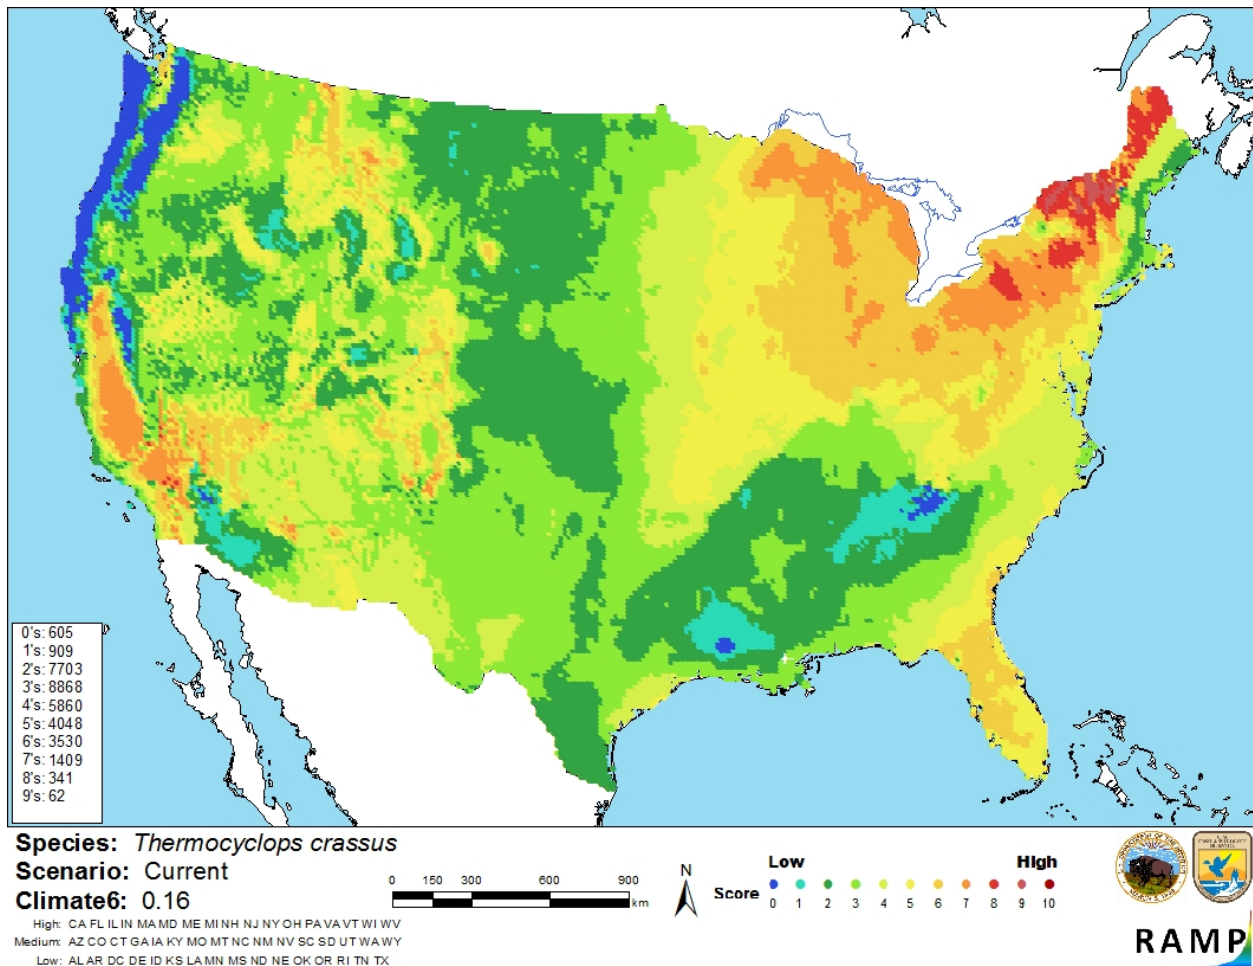 0's: 605
1's: 909
2's: 7703
3's: 8868
4's: 5860
5's: 4048
6's: 3530
7's: 1409
8's: 341
9's: 62
Species: Thermocyclops crassus
Scenario: Current
Climate6: 0.16
High: CA FL IL IN MA MD ME MI NH NJ NY OH PA VA VT WI WV
Medium: AZ CO CT GA IA KY MO MT NC NM NV SC SD UT WA WY
Low: AL AR DC DE ID KS LA MN MS ND NE OK OR RI TN TX
0 150 300 600 900
km
N
Low High
Score
0 1 2 3 4 5 6 7 8 9 10
RAMP